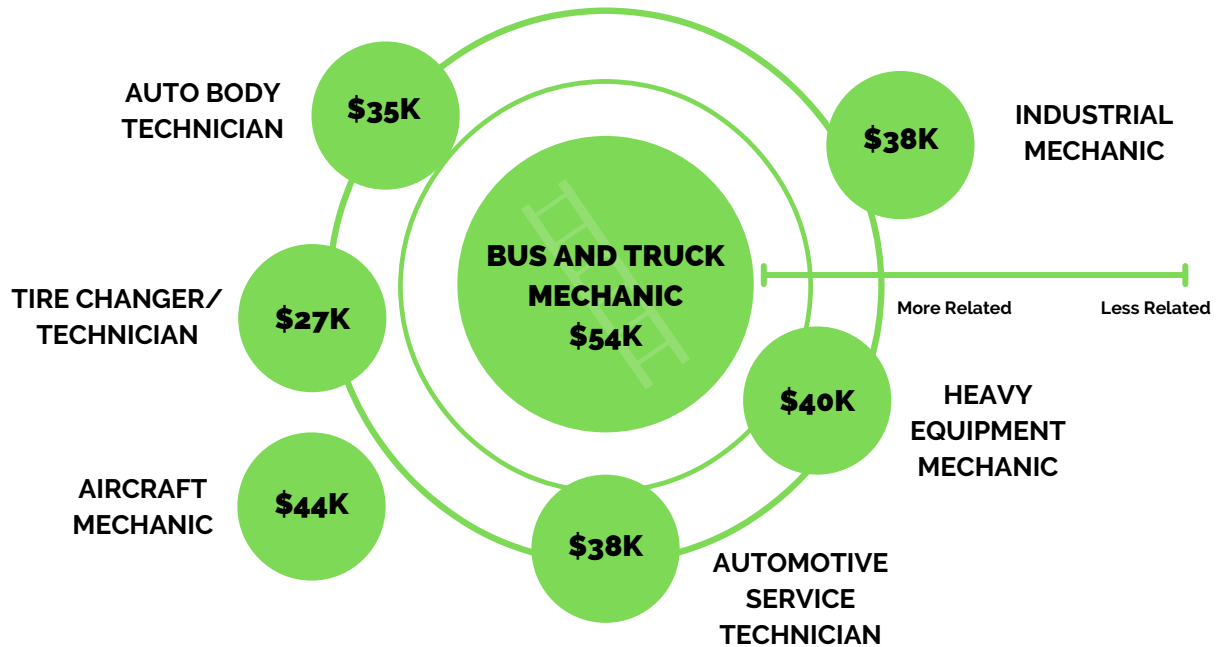 AUTO BODY
TECHNICIAN
$35K
$38K
INDUSTRIAL
MECHANIC
BUS AND TRUCK
MECHANIC
$54K
TIRE CHANGER/
TECHNICIAN
$27K
More Related
Less Related
$40K
HEAVY
EQUIPMENT
MECHANIC
AIRCRAFT
MECHANIC
$44K
$38K
AUTOMOTIVE
SERVICE
TECHNICIAN